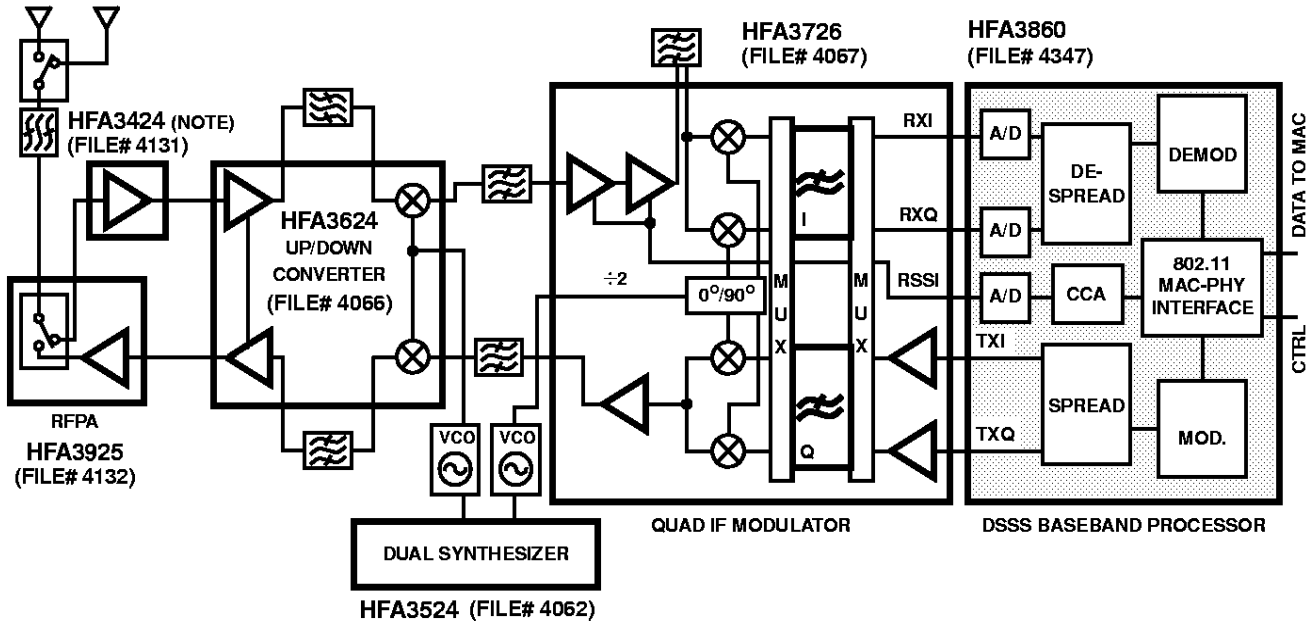 HFA3424 (NOTE)
(FILE# 4131)
HFA3624
UP/DOWN
CONVERTER
(FILE# 4066)
RFPA
HFA3925
(FILE# 4132)
VCO
VCO
DUAL SYNTHESIZER
HFA3524 (FILE# 4062)
HFA3726
(FILE# 4067)
÷2
0°/90°
I
Q
MUX
MUX
RXI
RXQ
RSSI
TXI
TXQ
QUAD IF MODULATOR
HFA3860
(FILE# 4347)
A/D
A/D
A/D
DE-
SPREAD
DEMOD
CCA
802.11
MAC-PHY
INTERFACE
SPREAD
MOD.
DATA TO MAC
CTRL
DSSS BASEBAND PROCESSOR